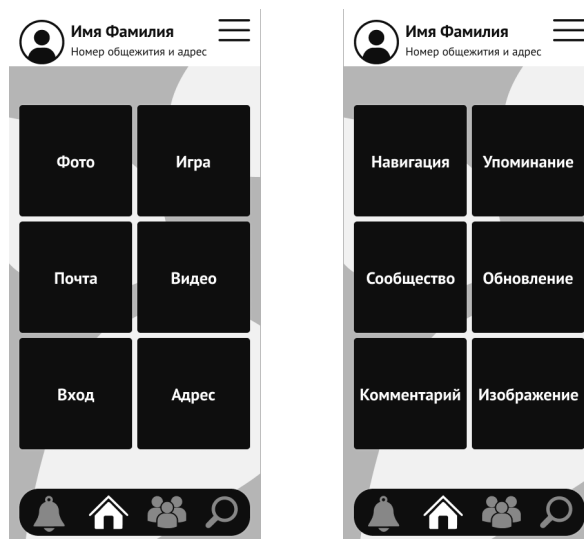 Имя Фамилия
Номер общежития и адрес
Фото
Игра
Почта
Видео
Вход
Адрес
Имя Фамилия
Номер общежития и адрес
Навигация
Упоминание
Сообщество
Обновление
Комментарий
Изображение